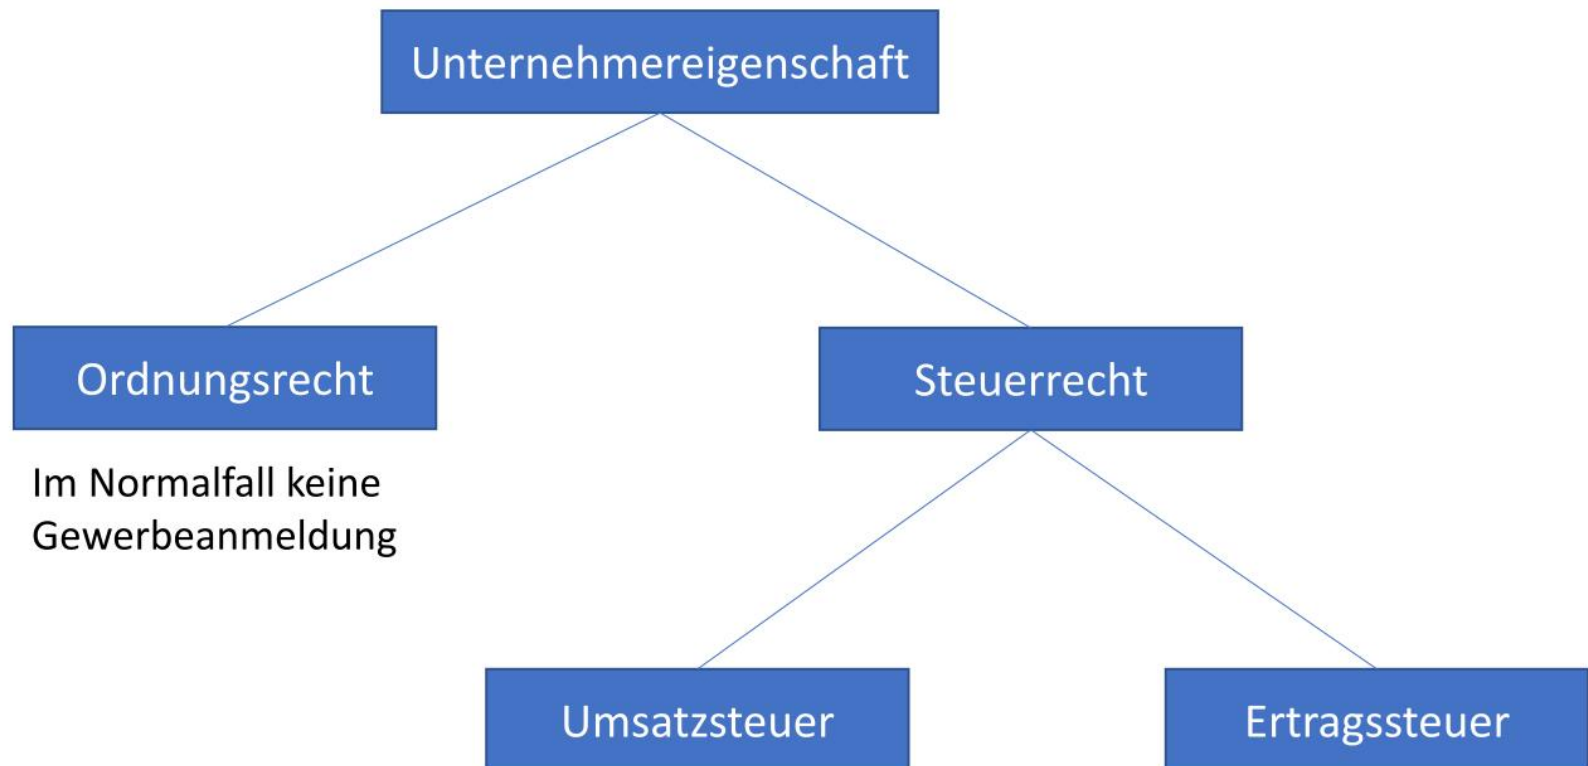 Unternehmereigenschaft
Ordnungsrecht
Steuerrecht
Im Normalfall keine
Gewerbeanmeldung
Umsatzsteuer
Ertragssteuer